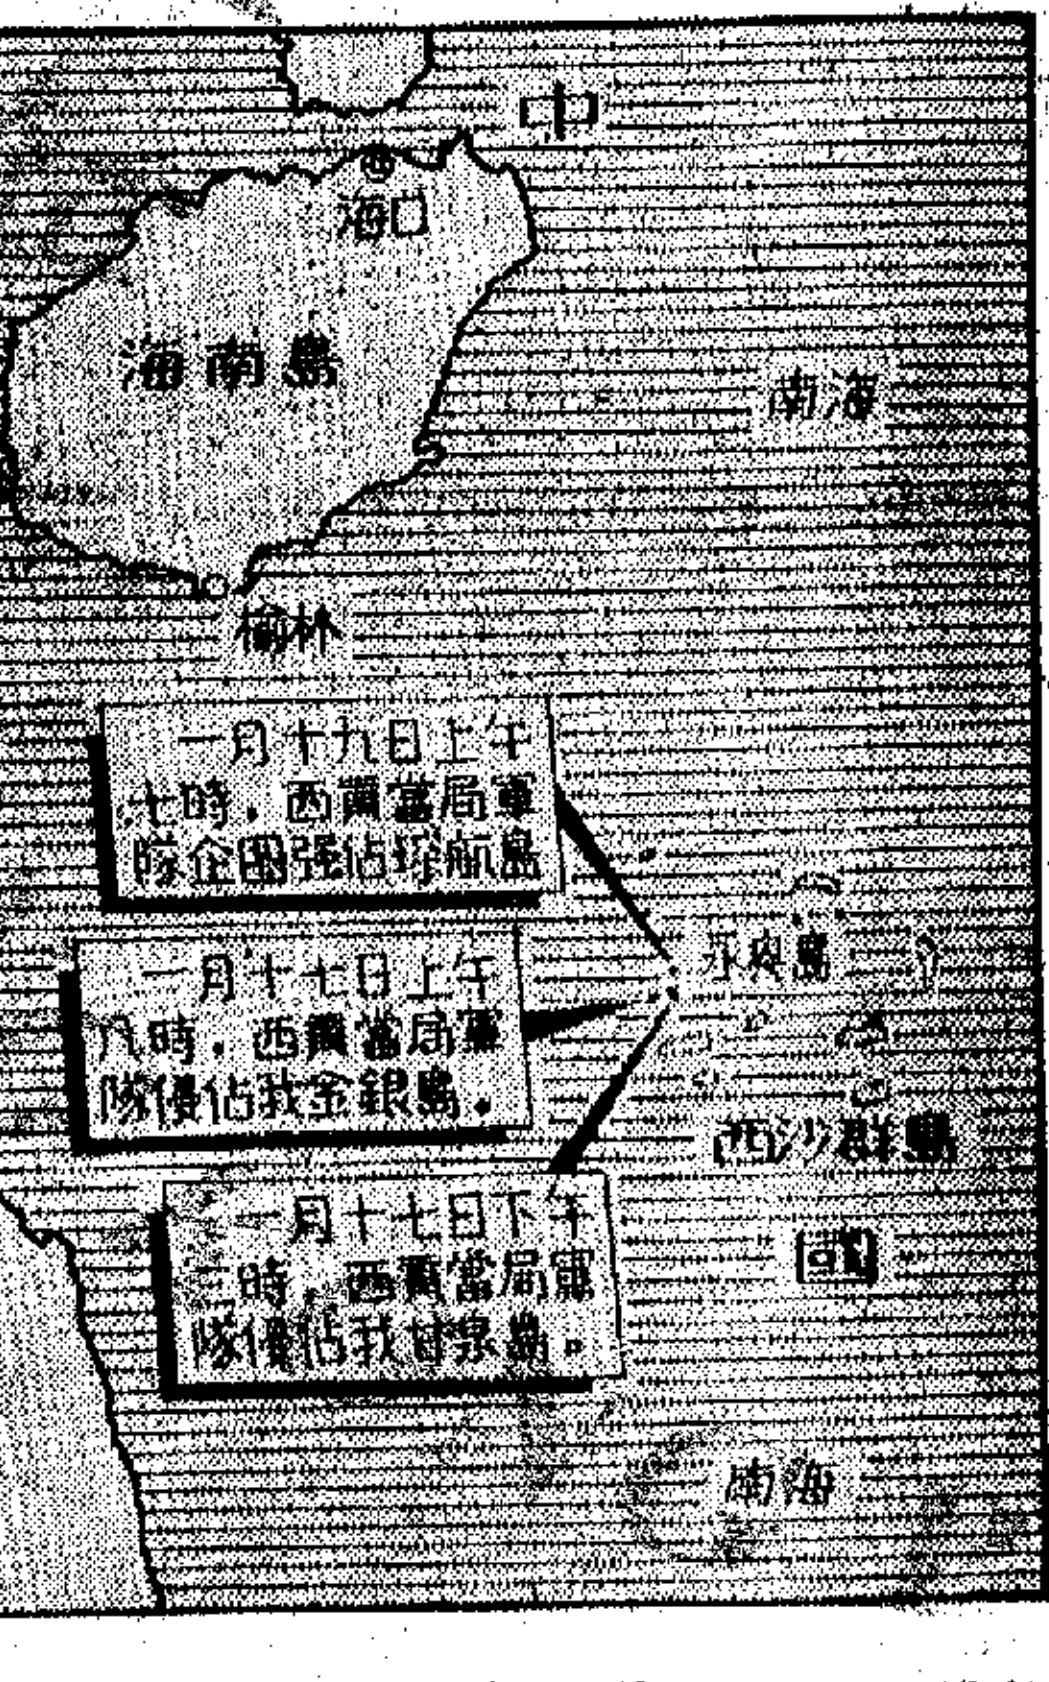 中
海口
海南島
南海
榆林
一月十九日上午
七時,西貢當局軍
隊企圖强佔琛航島
永興島
一月十七日上午
八時,西貢當局軍
隊侵佔我金銀島。
西沙群島
一月十七日下午
三時,西貢當局軍
隊侵佔我甘泉島。
國
南海